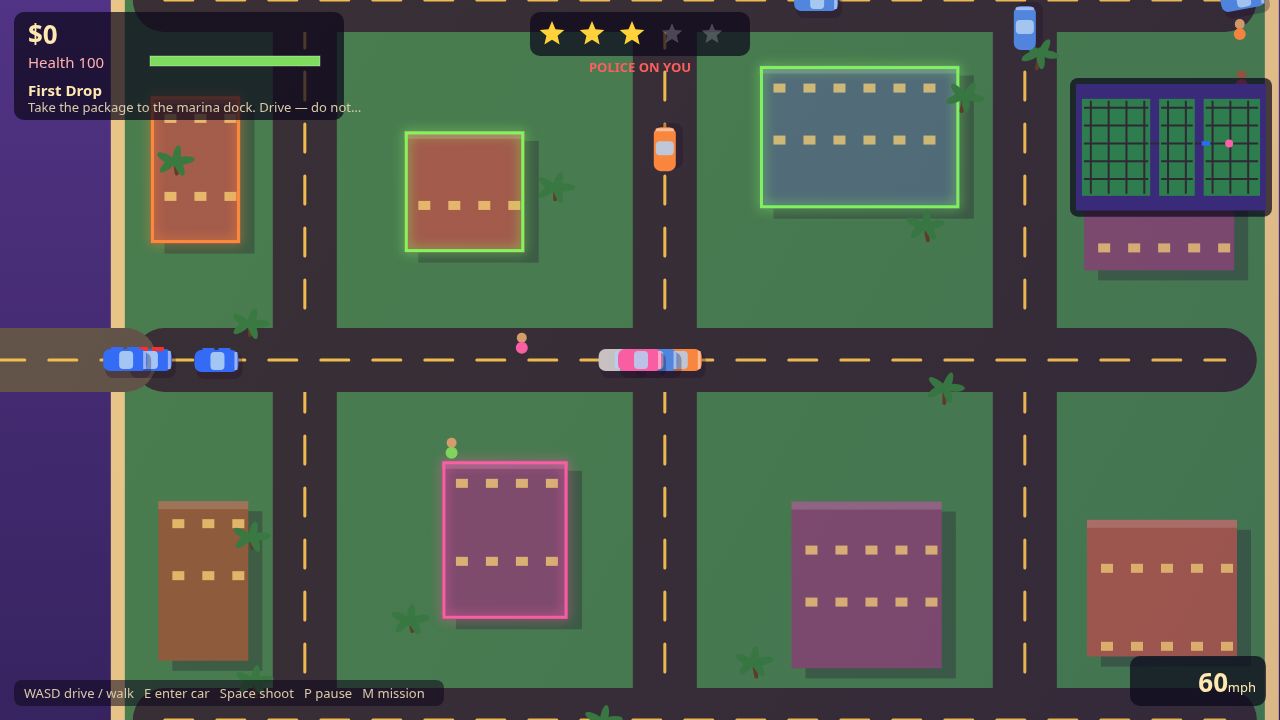 $0
Health 100
First Drop
Take the package to the marina dock. Drive — do not...
POLICE ON YOU
WASD drive / walk E enter car Space shoot P pause M mission
60mph